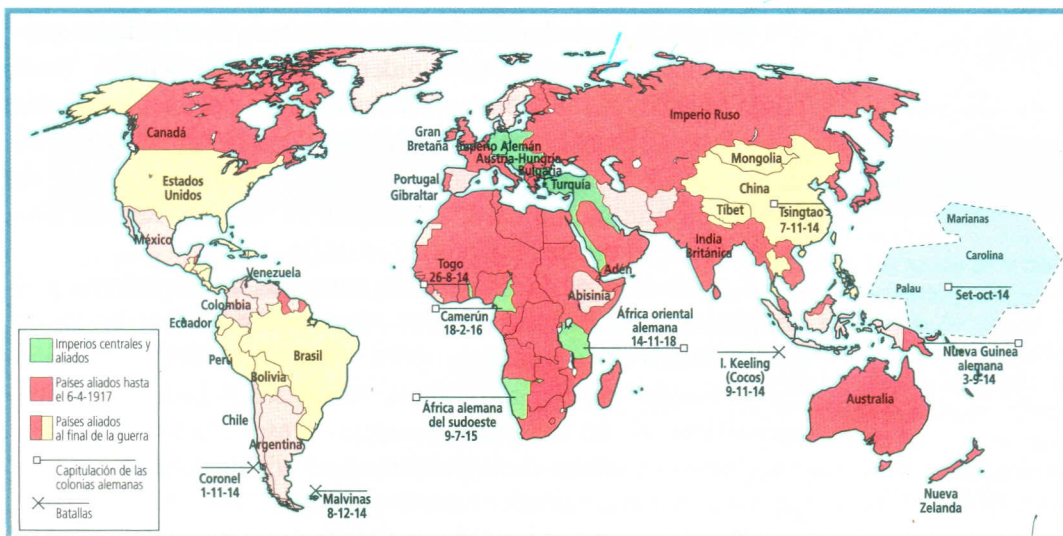 Canadá
Estados
Unidos
México
Venezuela
Colombia
Ecuador
Perú
Brasil
Bolivia
Chile
Argentina
Coronel
1-11-14
Malvinas
8-12-14
Gran
Bretaña
Imperio Alemán
Austria-Hungría
Bulgaria
Portugal
Gibraltar
Turquía
Imperio Ruso
Mongolia
China
Tíbet
Tsingtao
7-11-14
India
Británica
Adén
Abisinia
Togo
26-8-14
Camerún
18-2-16
África oriental
alemana
14-11-18
África alemana
del sudoeste
9-7-15
I. Keeling
(Cocos)
9-11-14
Marianas
Carolina
Palau
Set-oct-14
Nueva Guinea
alemana
3-9-14
Australia
Nueva
Zelanda
Imperios centrales y
aliados
Países aliados hasta
el 6-4-1917
Países aliados
al final de la guerra
Capitulación de las
colonias alemanas
Batallas